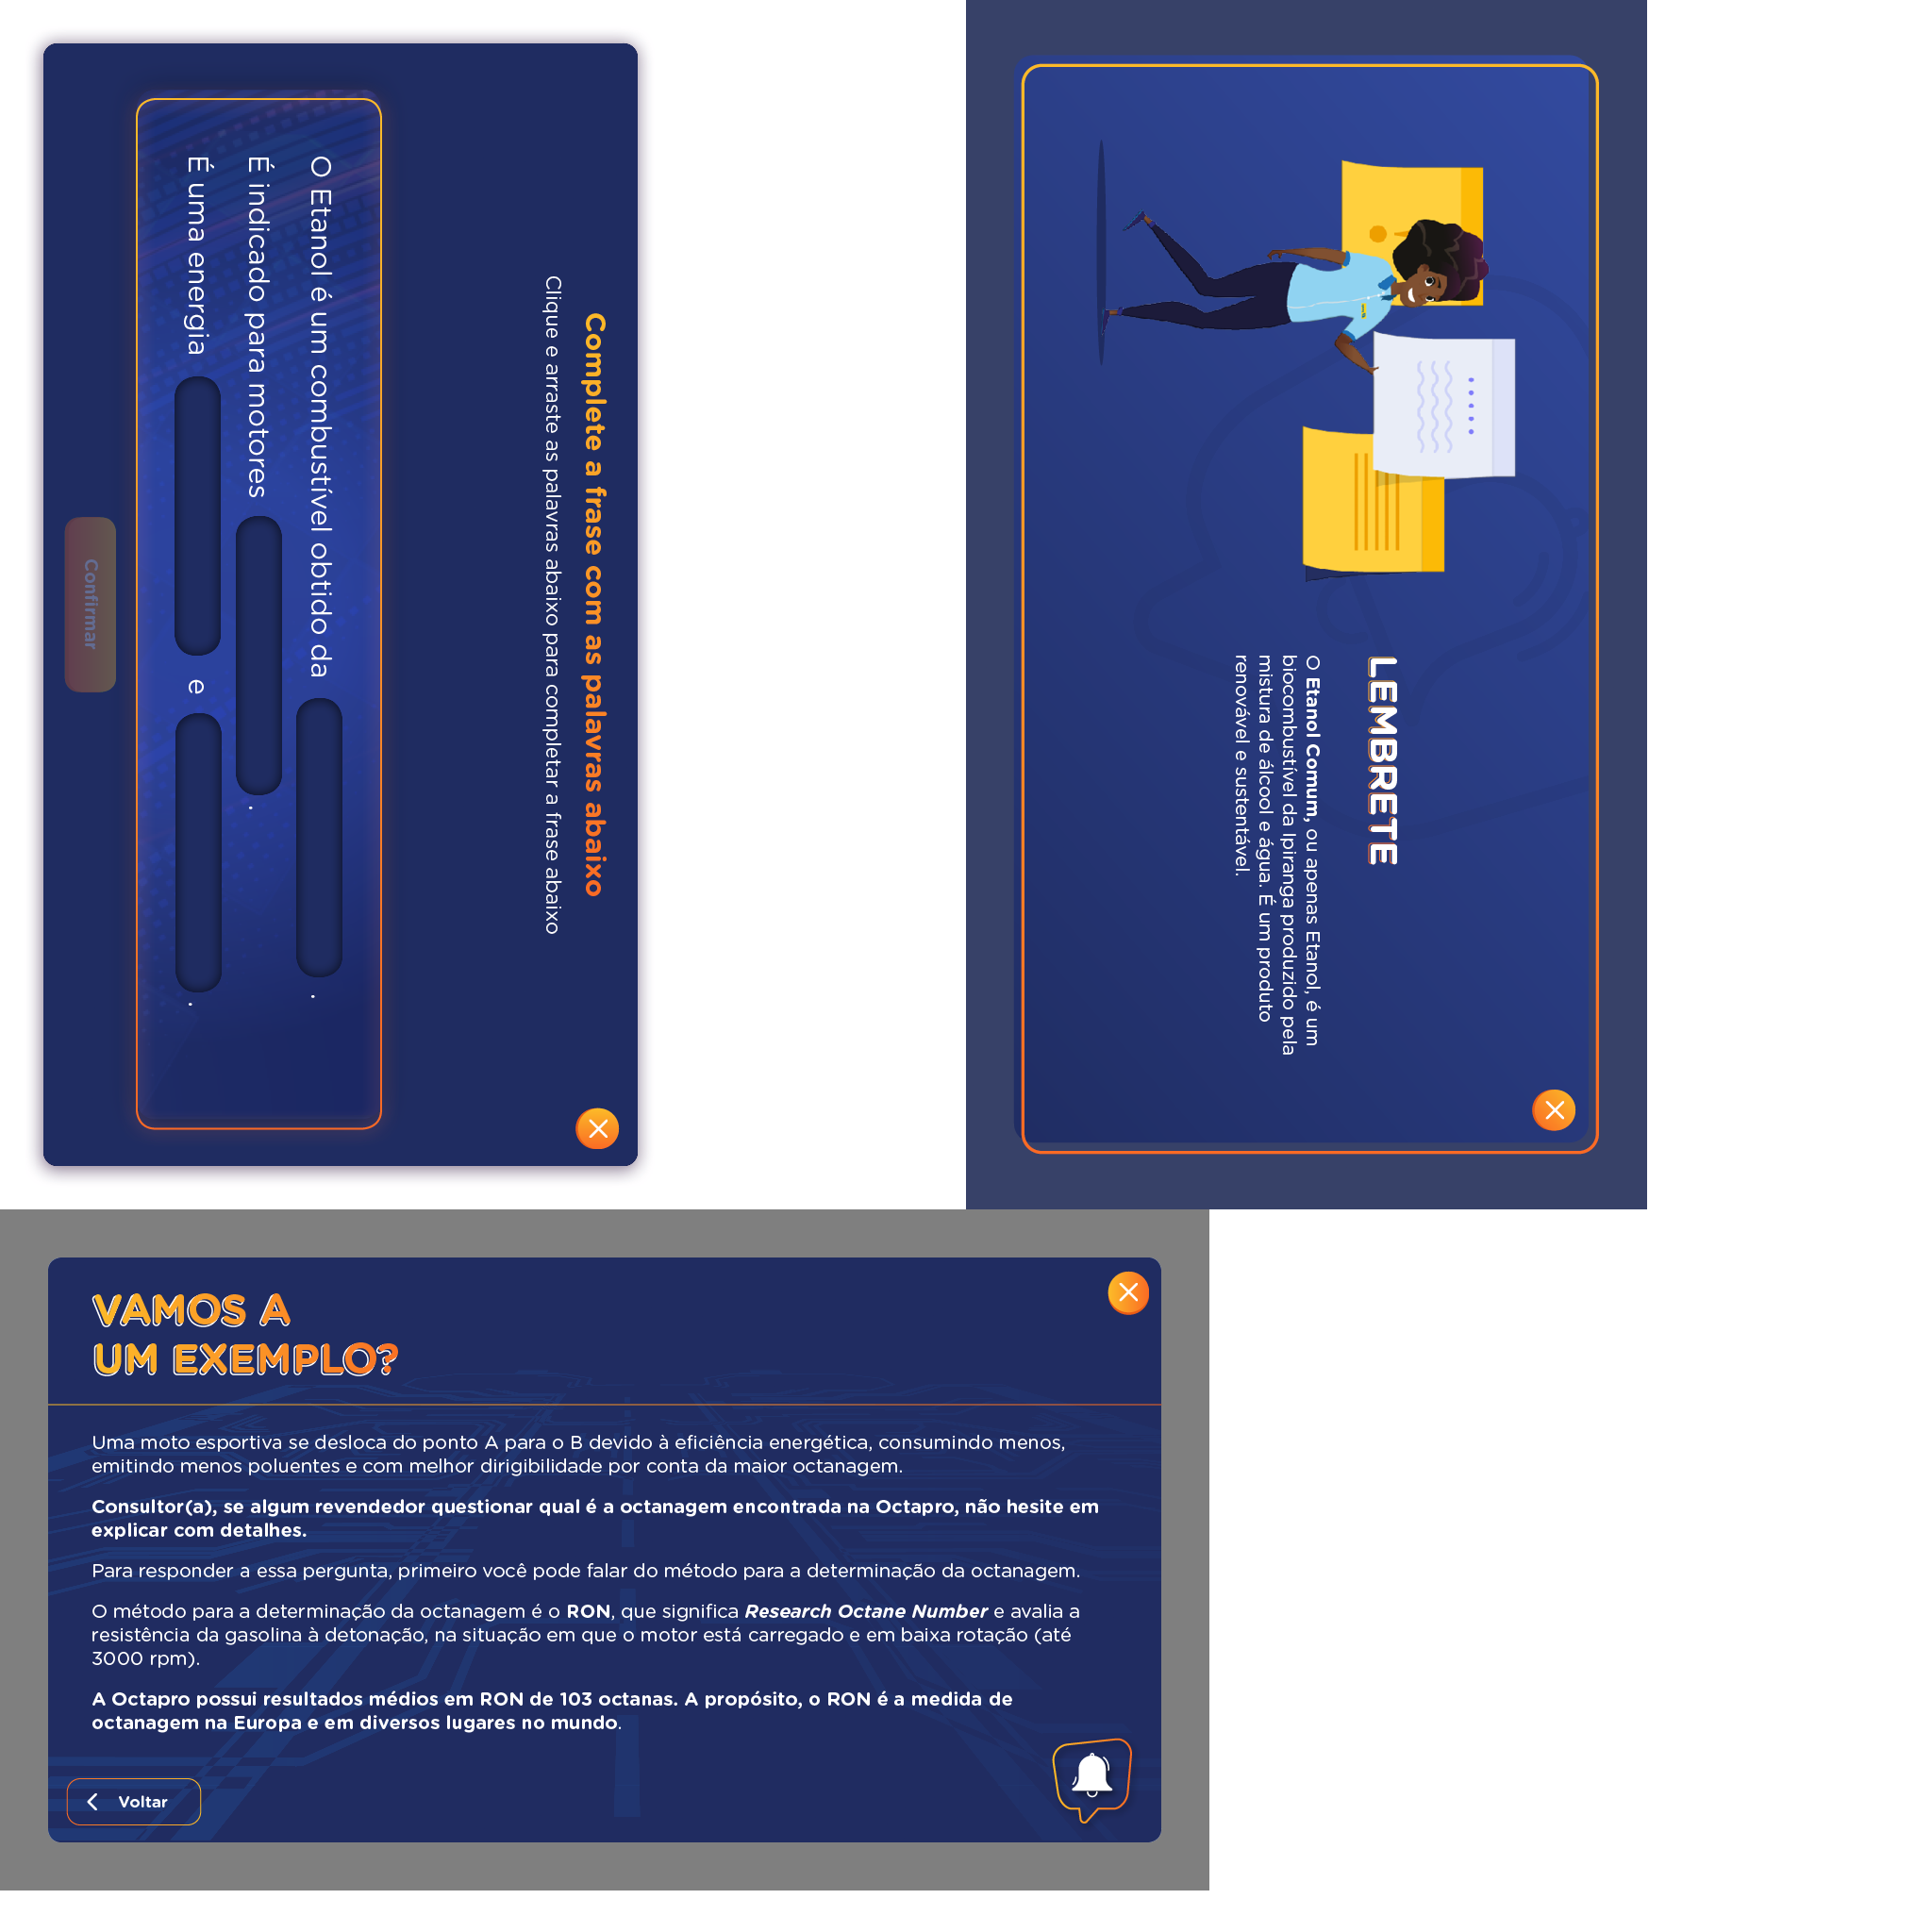 Complete a frase com as palavras abaixo
Clique e arraste as palavras abaixo para completar a frase abaixo
O Etanol é um combustível obtido da .
É indicado para motores .
É uma energia e .
Confirmar
LEMBRETE
O Etanol Comum, ou apenas Etanol, é um
biocombustível da Ipiranga produzido pela
mistura de álcool e água. É um produto
renovável e sustentável.
VAMOS A
UM EXEMPLO?
Uma moto esportiva se desloca do ponto A para o B devido à eficiência energética, consumindo menos,
emitindo menos poluentes e com melhor dirigibilidade por conta da maior octanagem.
Consultor(a), se algum revendedor questionar qual é a octanagem encontrada na Octapro, não hesite em
explicar com detalhes.
Para responder a essa pergunta, primeiro você pode falar do método para a determinação da octanagem.
O método para a determinação da octanagem é o RON, que significa Research Octane Number e avalia a
resistência da gasolina à detonação, na situação em que o motor está carregado e em baixa rotação (até
3000 rpm).
A Octapro possui resultados médios em RON de 103 octanas. A propósito, o RON é a medida de
octanagem na Europa e em diversos lugares no mundo.
Voltar